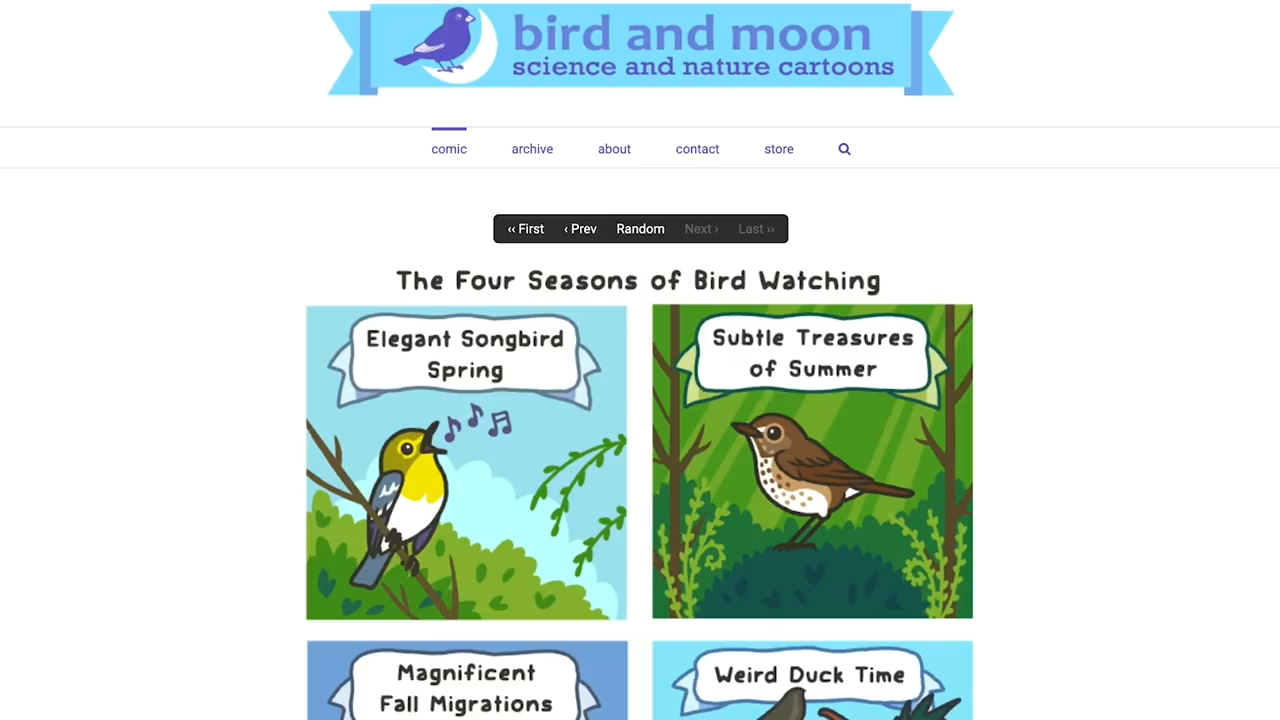 bird and moon
science and nature cartoons
comic archive about contact store
‹‹ First ‹ Prev Random Next › Last ››
The Four Seasons of Bird Watching
Elegant Songbird
Spring
Subtle Treasures
of Summer
Magnificent
Fall Migrations
Weird Duck Time